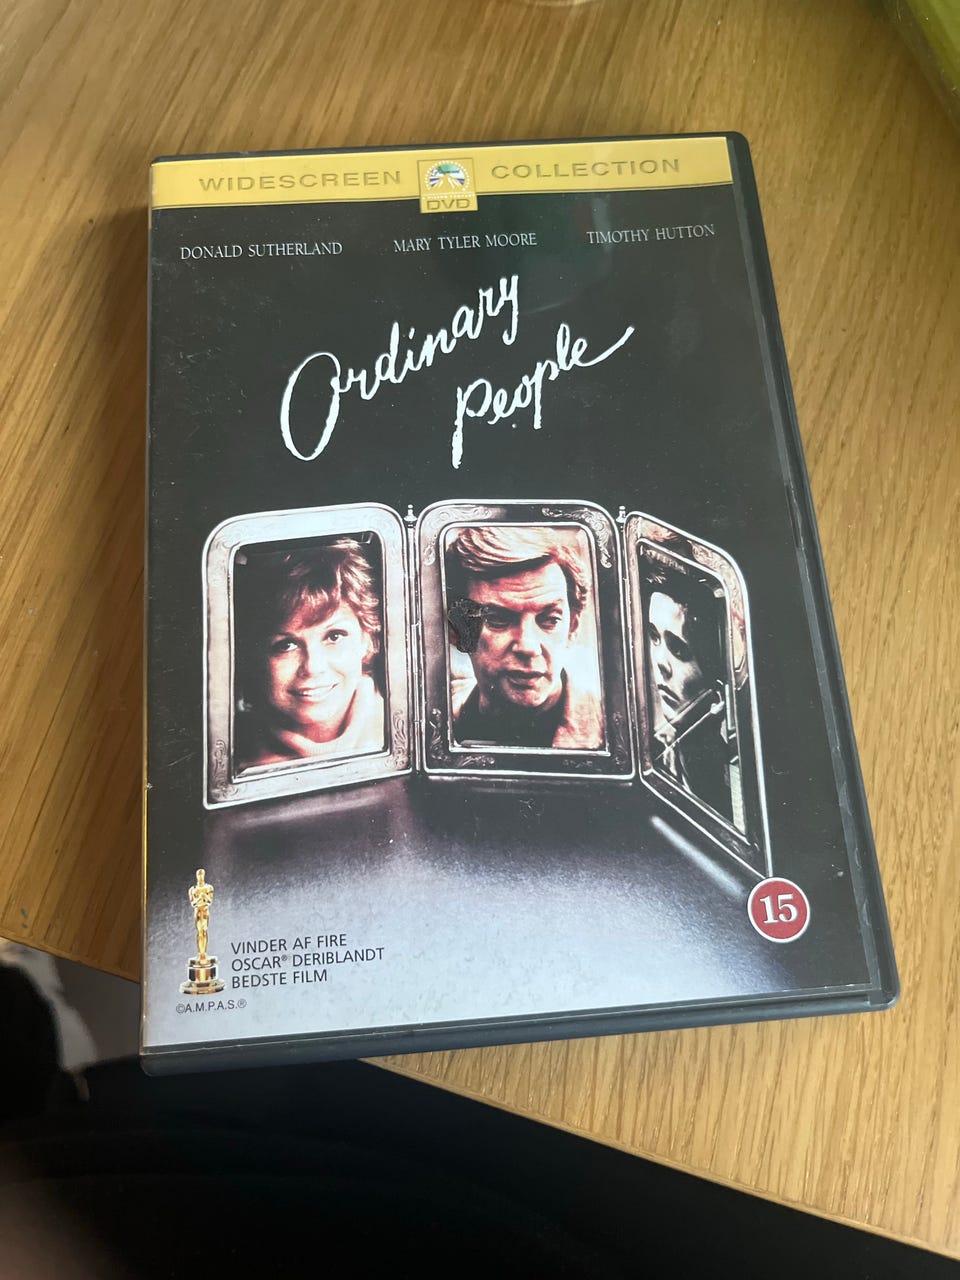 WIDESCREEN COLLECTION
DVD
DONALD SUTHERLAND MARY TYLER MOORE TIMOTHY HUTTON
Ordinary
People
15
VINDER AF FIRE
OSCAR® DERIBLANDT
BEDSTE FILM
©A.M.P.A.S.®